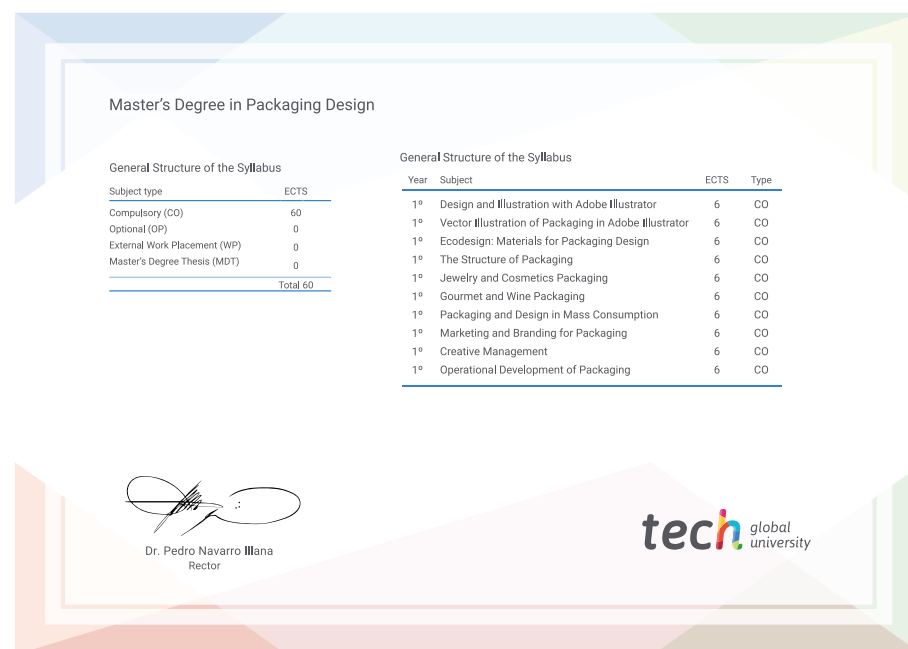 Master's Degree in Packaging Design
General Structure of the Syllabus
Subject type ECTS
Compulsory (CO) 60
Optional (OP) 0
External Work Placement (WP) 0
Master's Degree Thesis (MDT) 0
Total 60
General Structure of the Syllabus
Year Subject ECTS Type
1º Design and Illustration with Adobe Illustrator 6 CO
1º Vector Illustration of Packaging in Adobe Illustrator 6 CO
1º Ecodesign: Materials for Packaging Design 6 CO
1º The Structure of Packaging 6 CO
1º Jewelry and Cosmetics Packaging 6 CO
1º Gourmet and Wine Packaging 6 CO
1º Packaging and Design in Mass Consumption 6 CO
1º Marketing and Branding for Packaging 6 CO
1º Creative Management 6 CO
1º Operational Development of Packaging 6 CO
Dr. Pedro Navarro Illana
Rector
tech global
university